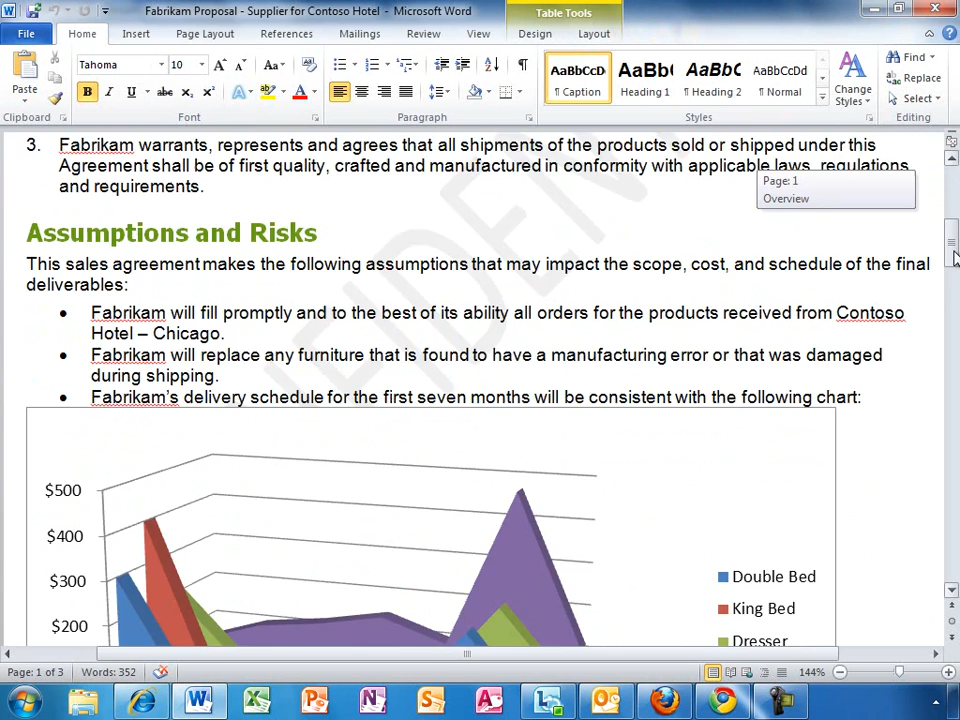 Fabrikam Proposal - Supplier for Contoso Hotel - Microsoft Word
Table Tools
File Home Insert Page Layout References Mailings Review View Design Layout
Tahoma 10
Paste
B I U abc x₂ x² A ab A
AaBbCcD AaBb( AaBbC AaBbCcDd
¶ Caption Heading 1 ¶ Heading 2 ¶ Normal
Change Styles
Find
Replace
Select
Clipboard Font Paragraph Styles Editing
3. Fabrikam warrants, represents and agrees that all shipments of the products sold or shipped under this
Agreement shall be of first quality, crafted and manufactured in conformity with applicable laws, regulations
and requirements.
Page: 1
Overview
Assumptions and Risks
This sales agreement makes the following assumptions that may impact the scope, cost, and schedule of the final
deliverables:
• Fabrikam will fill promptly and to the best of its ability all orders for the products received from Contoso
Hotel – Chicago.
• Fabrikam will replace any furniture that is found to have a manufacturing error or that was damaged
during shipping.
• Fabrikam's delivery schedule for the first seven months will be consistent with the following chart:
$500
$400
$300
$200
Double Bed
King Bed
Dresser
Page: 1 of 3 Words: 352 144%